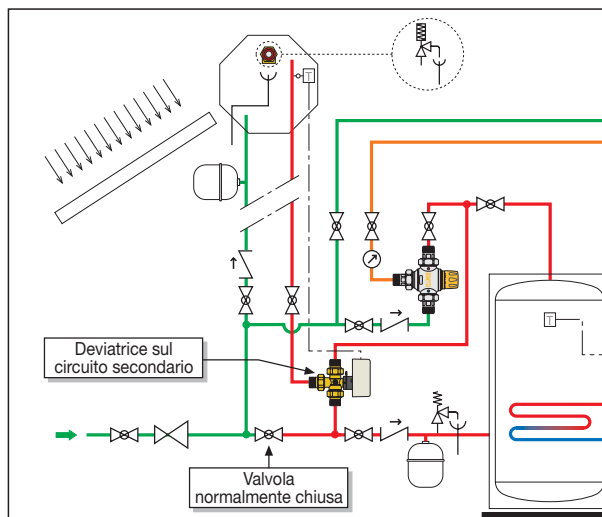 T
T
Deviatrice sul
circuito secondario
Valvola
normalmente chiusa